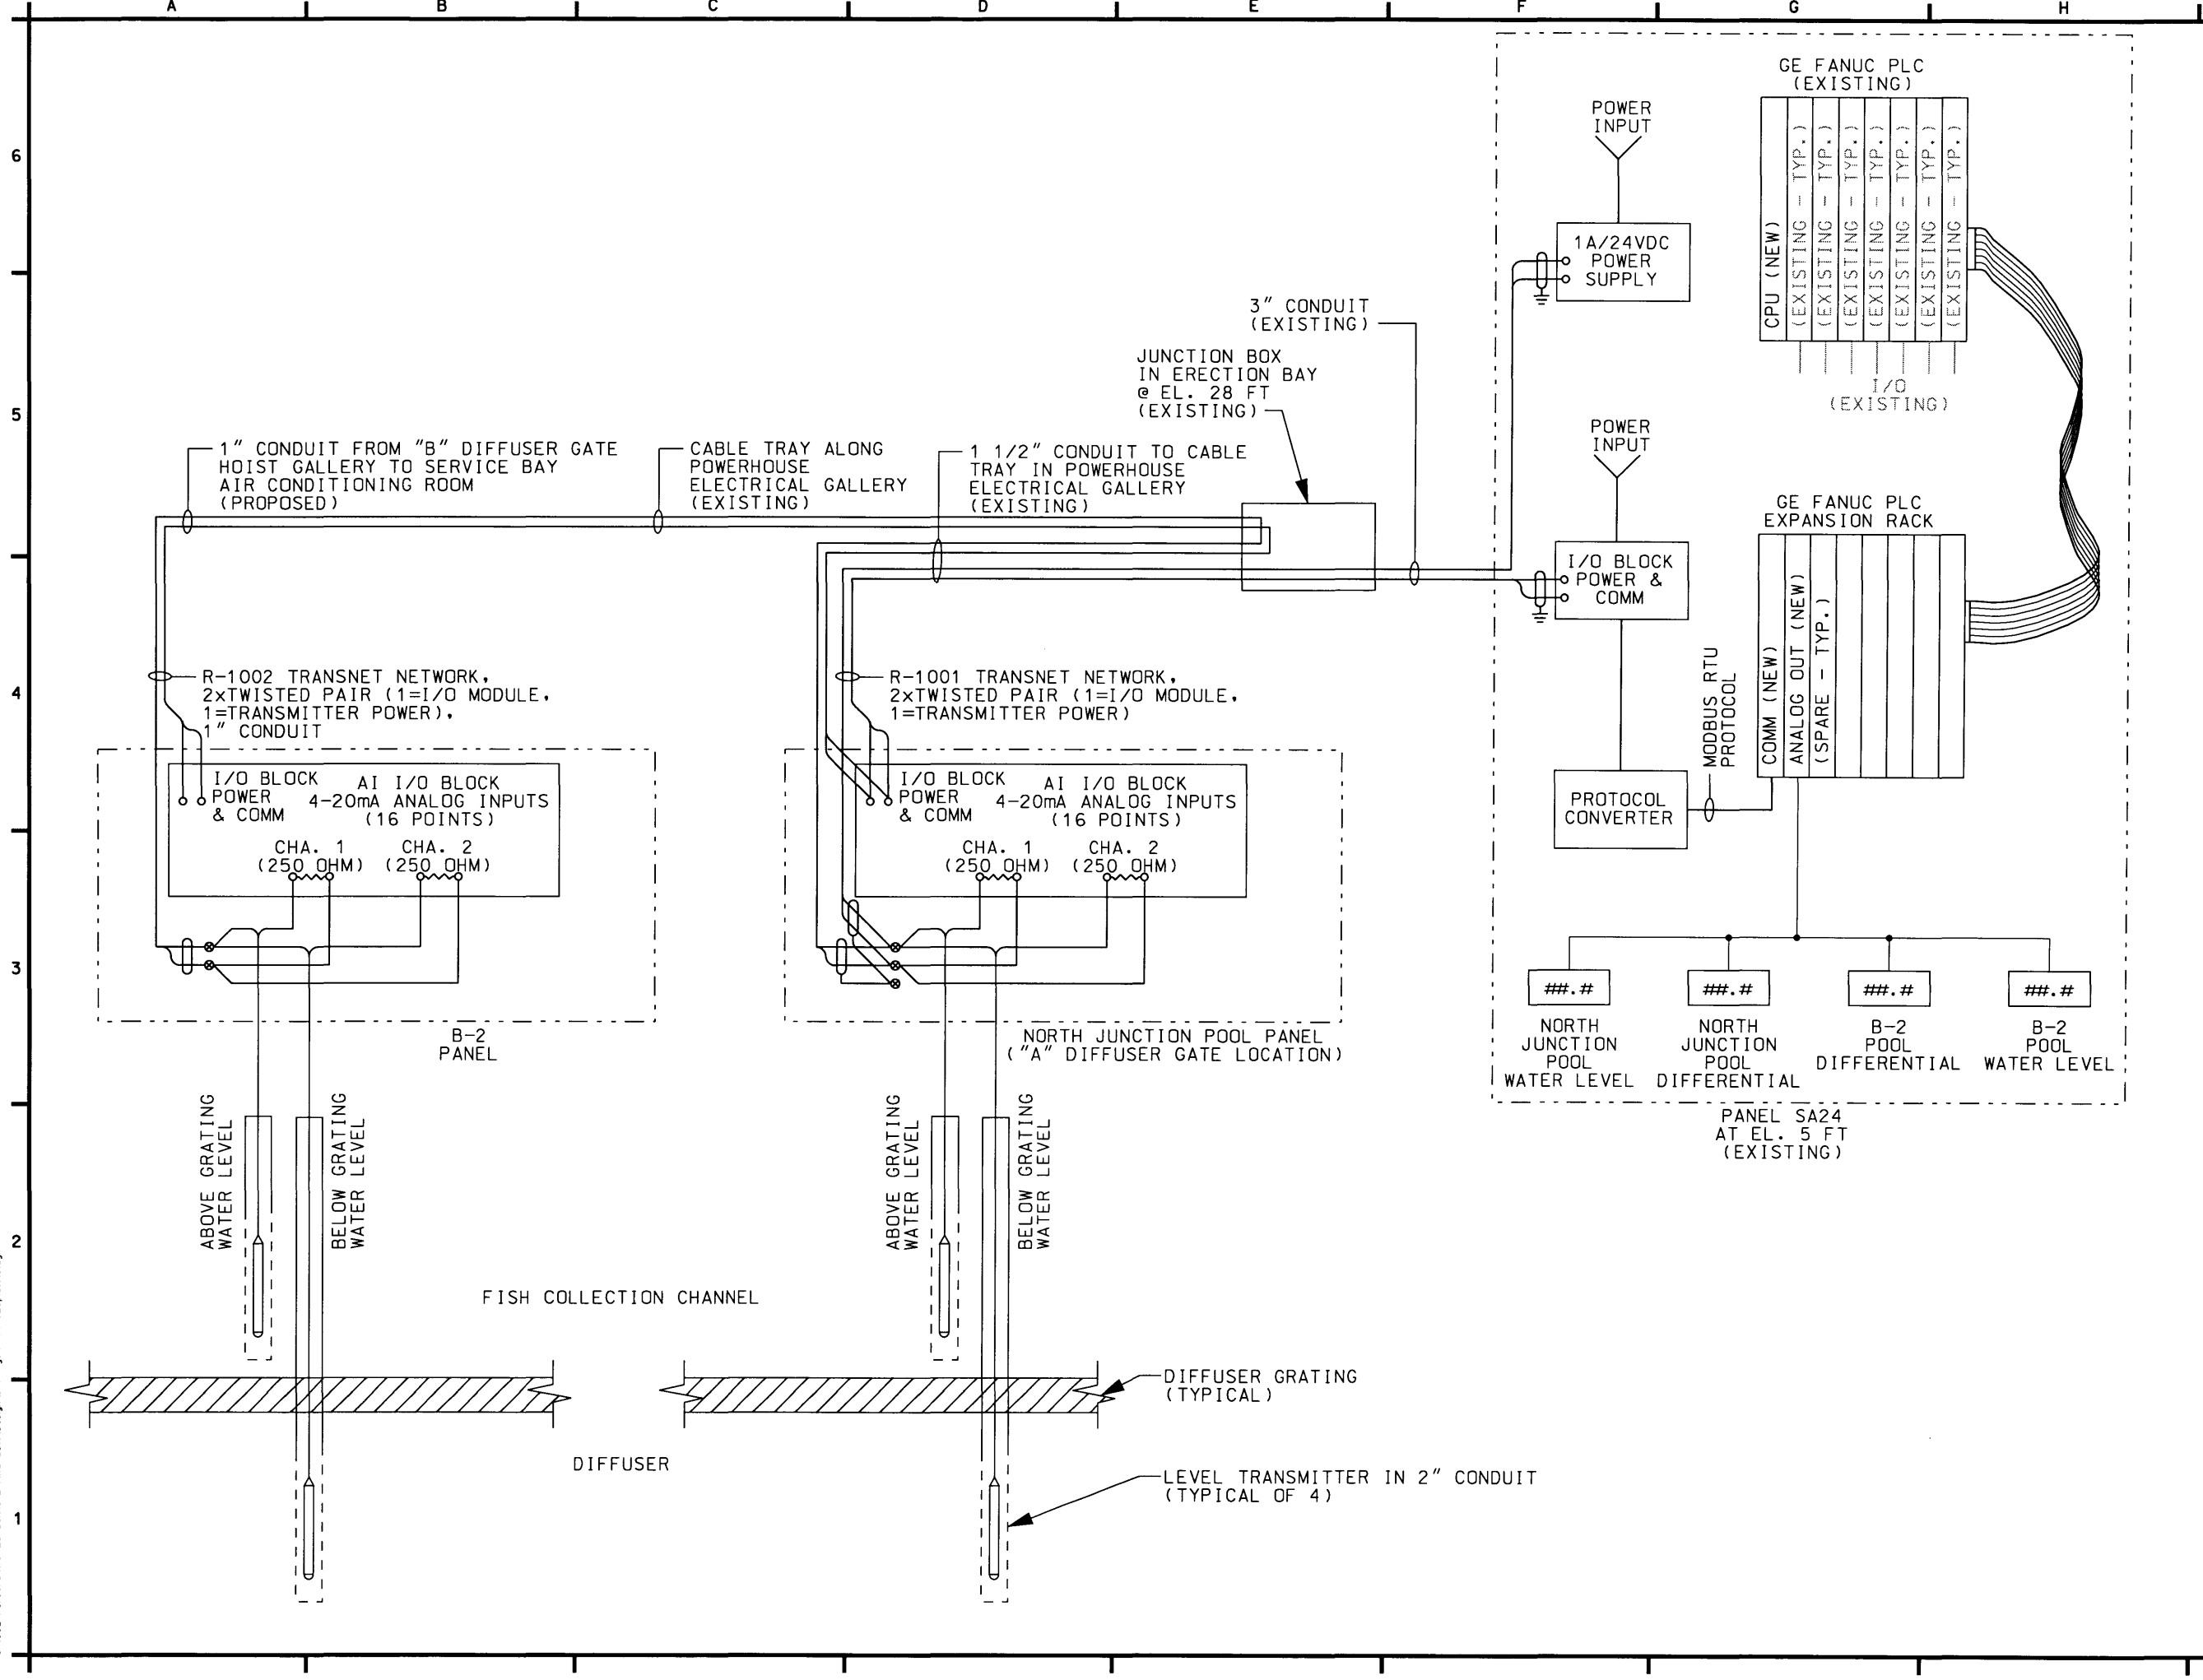 A B C D E F G H
6
5
4
3
2
1
GE FANUC PLC
(EXISTING)
CPU (NEW)
(EXISTING - TYP.)
(EXISTING - TYP.)
(EXISTING - TYP.)
(EXISTING - TYP.)
(EXISTING - TYP.)
(EXISTING - TYP.)
(EXISTING - TYP.)
I/O
(EXISTING)
POWER
INPUT
1A/24VDC
POWER
SUPPLY
3" CONDUIT
(EXISTING)
JUNCTION BOX
IN ERECTION BAY
@ EL. 28 FT
(EXISTING)
1" CONDUIT FROM "B" DIFFUSER GATE
HOIST GALLERY TO SERVICE BAY
AIR CONDITIONING ROOM
(PROPOSED)
CABLE TRAY ALONG
POWERHOUSE
ELECTRICAL GALLERY
(EXISTING)
1 1/2" CONDUIT TO CABLE
TRAY IN POWERHOUSE
ELECTRICAL GALLERY
(EXISTING)
POWER
INPUT
I/O BLOCK
POWER &
COMM
GE FANUC PLC
EXPANSION RACK
COMM (NEW)
ANALOG OUT (NEW)
(SPARE - TYP.)
MODBUS RTU
PROTOCOL
PROTOCOL
CONVERTER
R-1002 TRANSNET NETWORK,
2xTWISTED PAIR (1=I/O MODULE,
1=TRANSMITTER POWER),
1" CONDUIT
R-1001 TRANSNET NETWORK,
2xTWISTED PAIR (1=I/O MODULE,
1=TRANSMITTER POWER)
I/O BLOCK
POWER
& COMM
AI I/O BLOCK
4-20mA ANALOG INPUTS
(16 POINTS)
CHA. 1
(250 OHM)
CHA. 2
(250 OHM)
B-2
PANEL
I/O BLOCK
POWER
& COMM
AI I/O BLOCK
4-20mA ANALOG INPUTS
(16 POINTS)
CHA. 1
(250 OHM)
CHA. 2
(250 OHM)
NORTH JUNCTION POOL PANEL
("A" DIFFUSER GATE LOCATION)
##.#
##.#
##.#
##.#
NORTH
JUNCTION
POOL
WATER LEVEL
NORTH
JUNCTION
POOL
DIFFERENTIAL
B-2
POOL
DIFFERENTIAL
B-2
POOL
WATER LEVEL
PANEL SA24
AT EL. 5 FT
(EXISTING)
ABOVE GRATING
WATER LEVEL
BELOW GRATING
WATER LEVEL
ABOVE GRATING
WATER LEVEL
BELOW GRATING
WATER LEVEL
FISH COLLECTION CHANNEL
DIFFUSER GRATING
(TYPICAL)
DIFFUSER
LEVEL TRANSMITTER IN 2" CONDUIT
(TYPICAL OF 4)